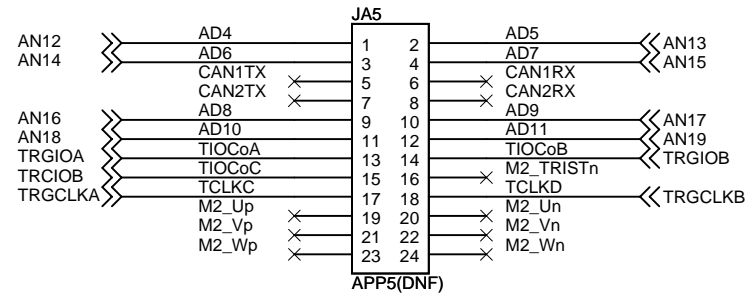 JA5
AN12 AD4 1 2 AD5 AN13
AN14 AD6 3 4 AD7 AN15
CAN1TX 5 6 CAN1RX
CAN2TX 7 8 CAN2RX
AN16 AD8 9 10 AD9 AN17
AN18 AD10 11 12 AD11 AN19
TRGIOA TIOCoA 13 14 TIOCoB TRGIOB
TRCIOB TIOCoC 15 16 M2_TRISTn
TRGCLKA TCLKC 17 18 TCLKD TRGCLKB
M2_Up 19 20 M2_Un
M2_Vp 21 22 M2_Vn
M2_Wp 23 24 M2_Wn
APP5(DNF)